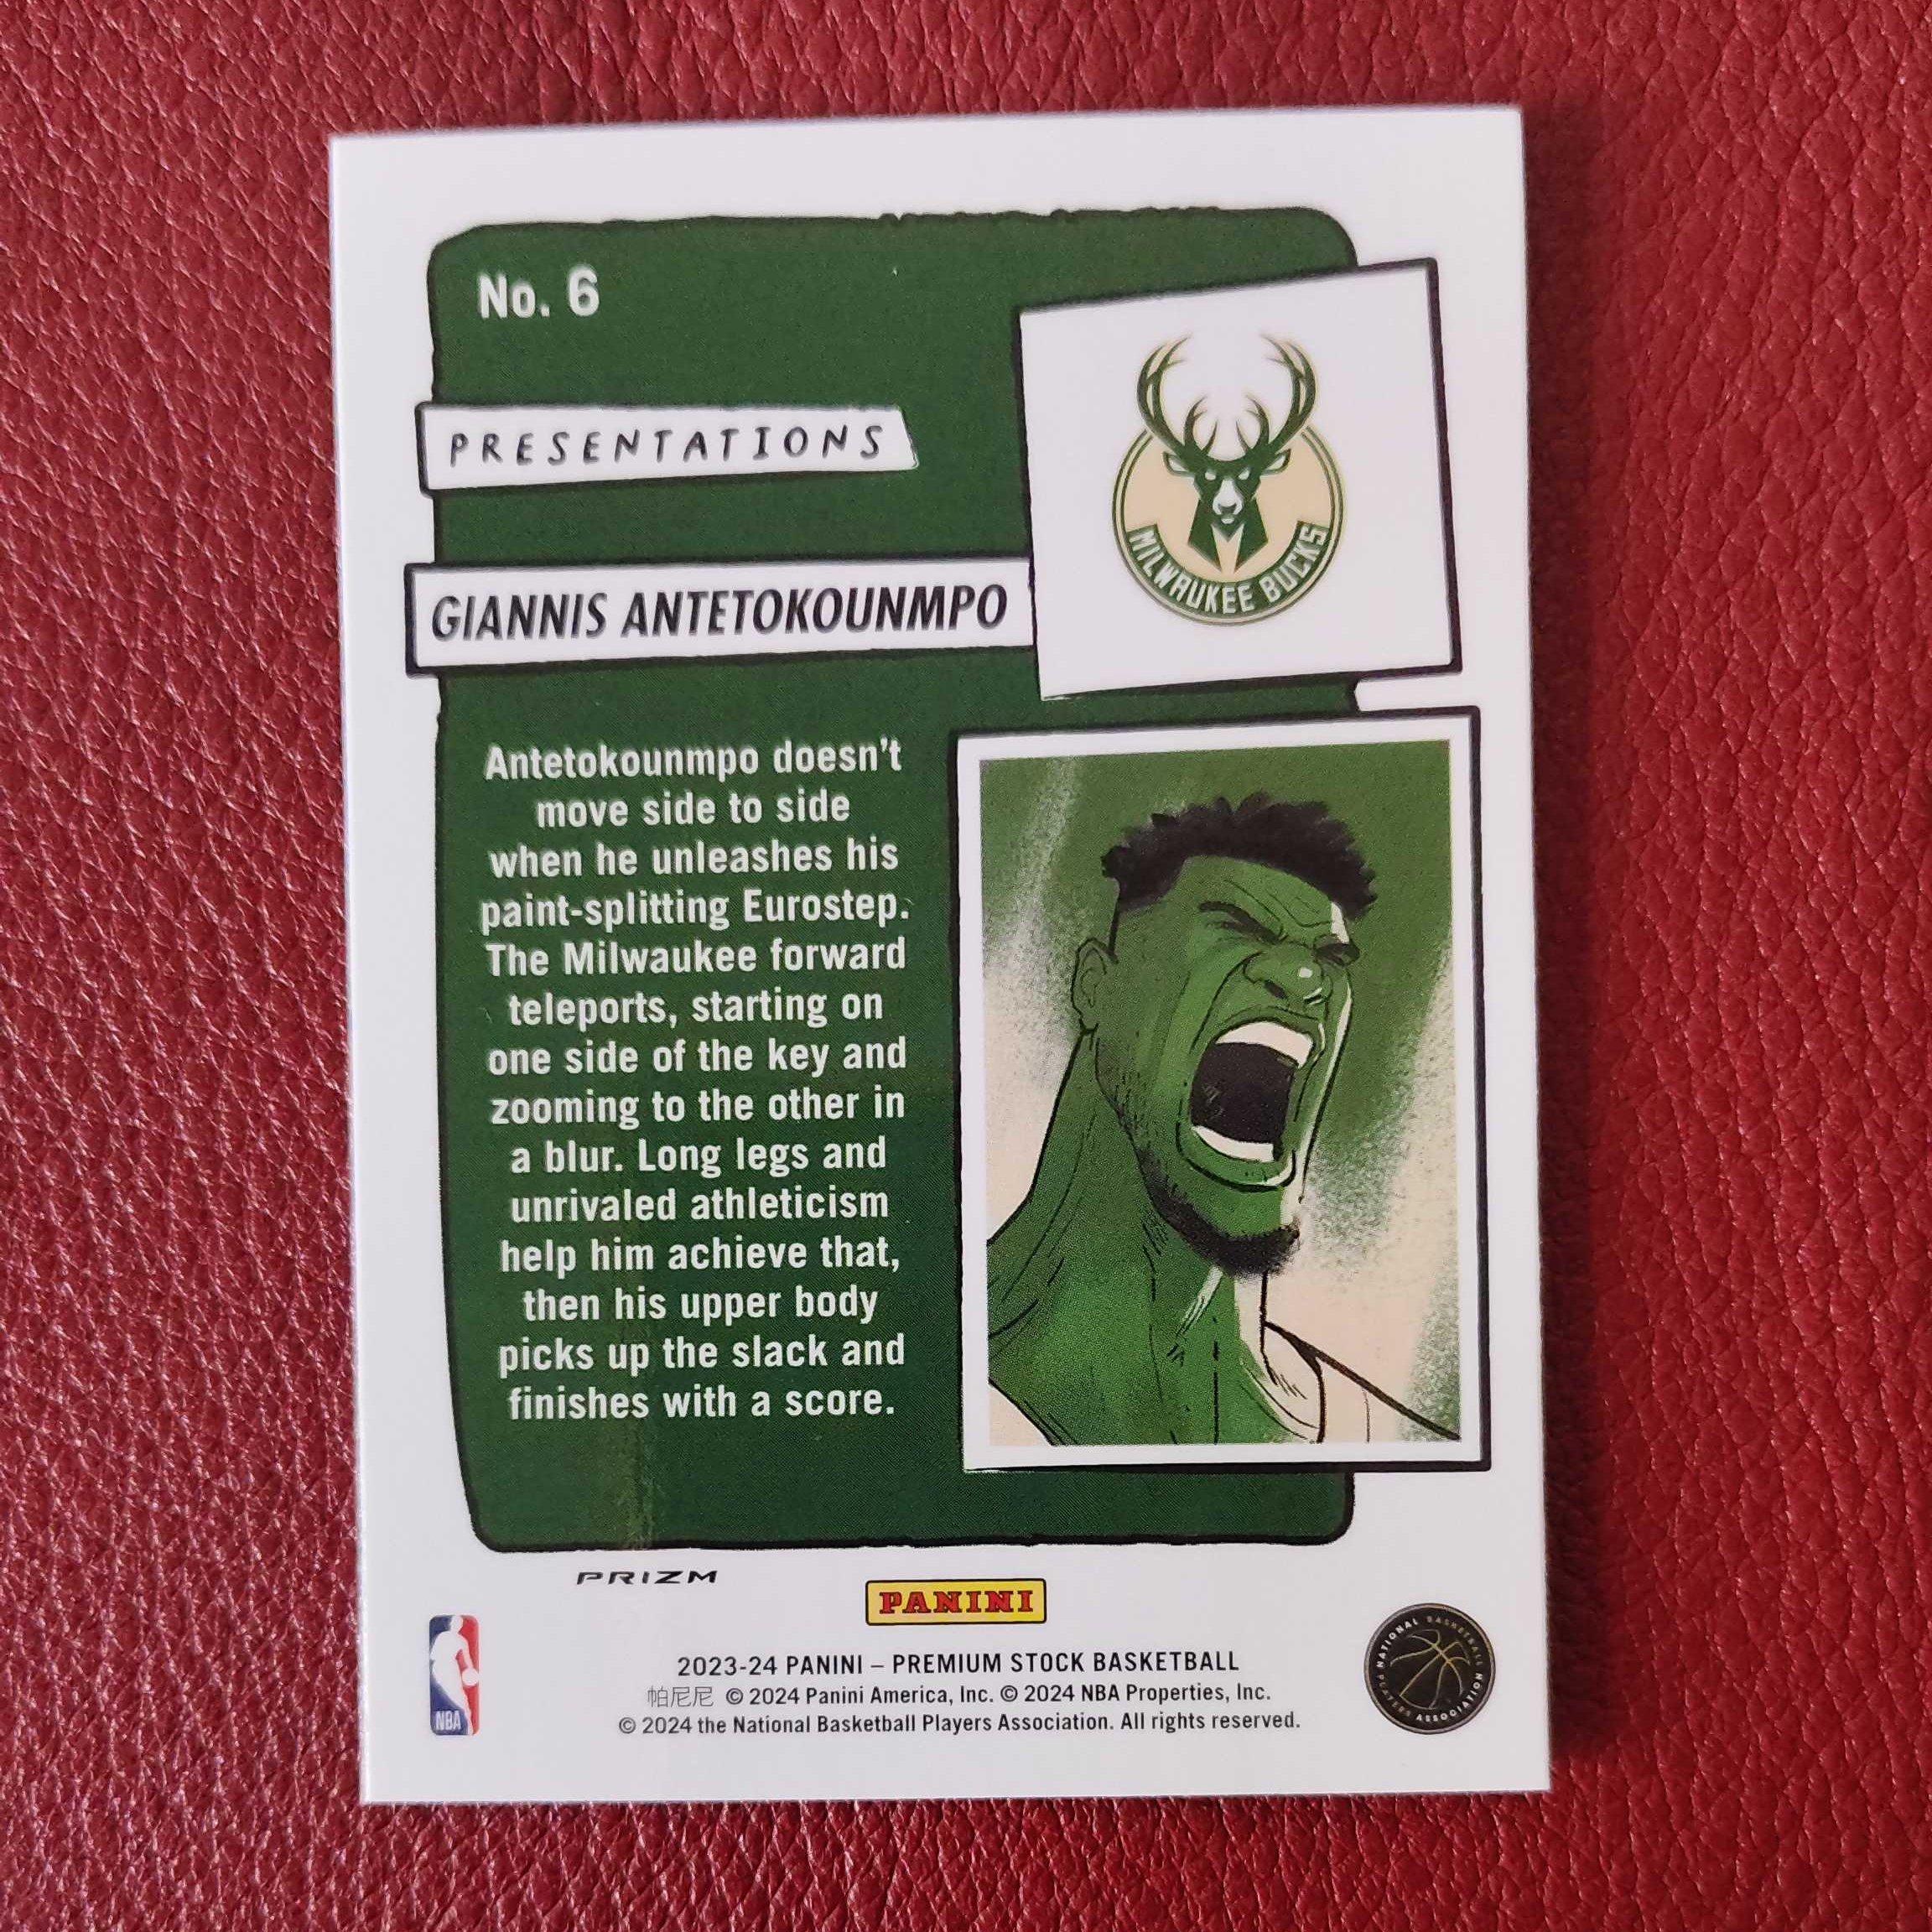 No. 6
PRESENTATIONS
MILWAUKEE BUCKS
GIANNIS ANTETOKOUNMPO
Antetokounmpo doesn't
move side to side
when he unleashes his
paint-splitting Eurostep.
The Milwaukee forward
teleports, starting on
one side of the key and
zooming to the other in
a blur. Long legs and
unrivaled athleticism
help him achieve that,
then his upper body
picks up the slack and
finishes with a score.
PRIZM
PANINI
NBA
2023-24 PANINI – PREMIUM STOCK BASKETBALL
帕尼尼 © 2024 Panini America, Inc. © 2024 NBA Properties, Inc.
© 2024 the National Basketball Players Association. All rights reserved.
NATIONAL BASKETBALL
PLAYERS ASSOCIATION